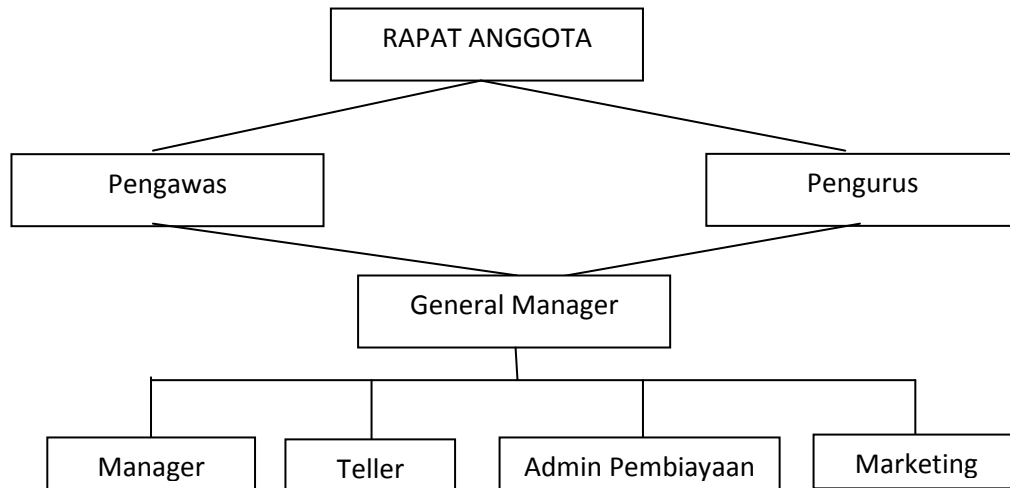 RAPAT ANGGOTA
Pengawas
Pengurus
General Manager
Manager
Teller
Admin Pembiayaan
Marketing